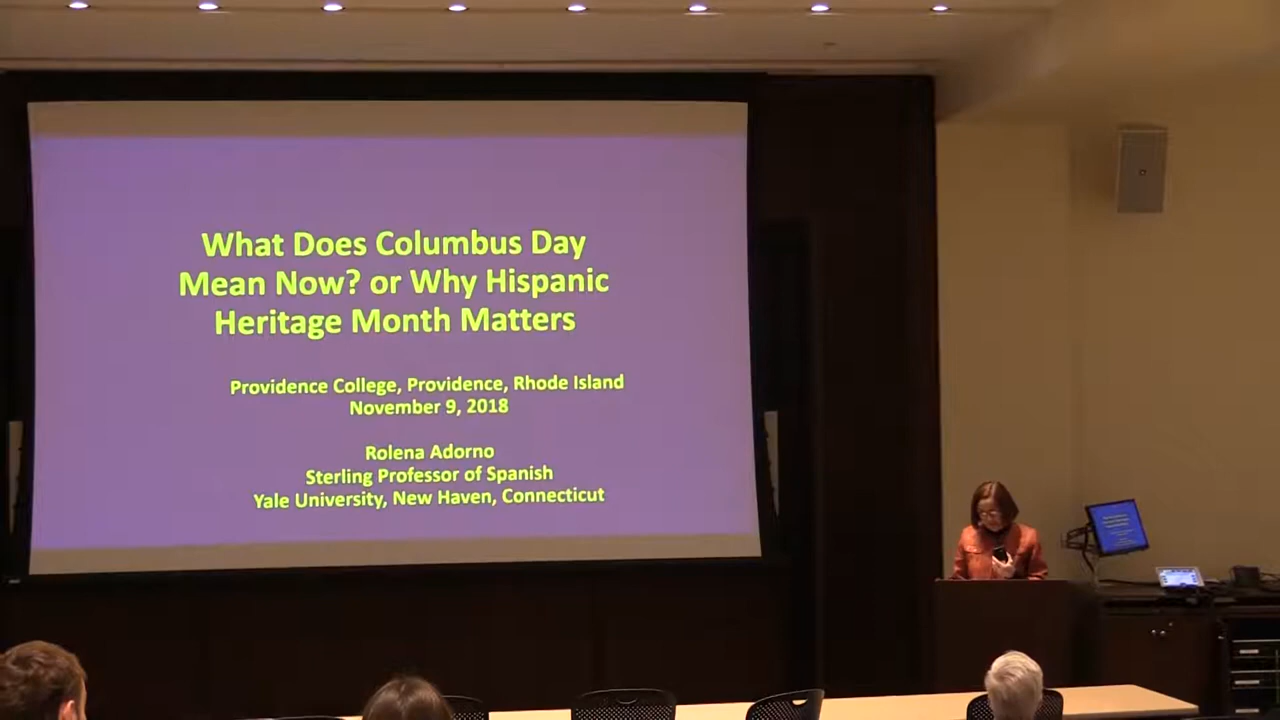 What Does Columbus Day
Mean Now? or Why Hispanic
Heritage Month Matters
Providence College, Providence, Rhode Island
November 9, 2018
Rolena Adorno
Sterling Professor of Spanish
Yale University, New Haven, Connecticut